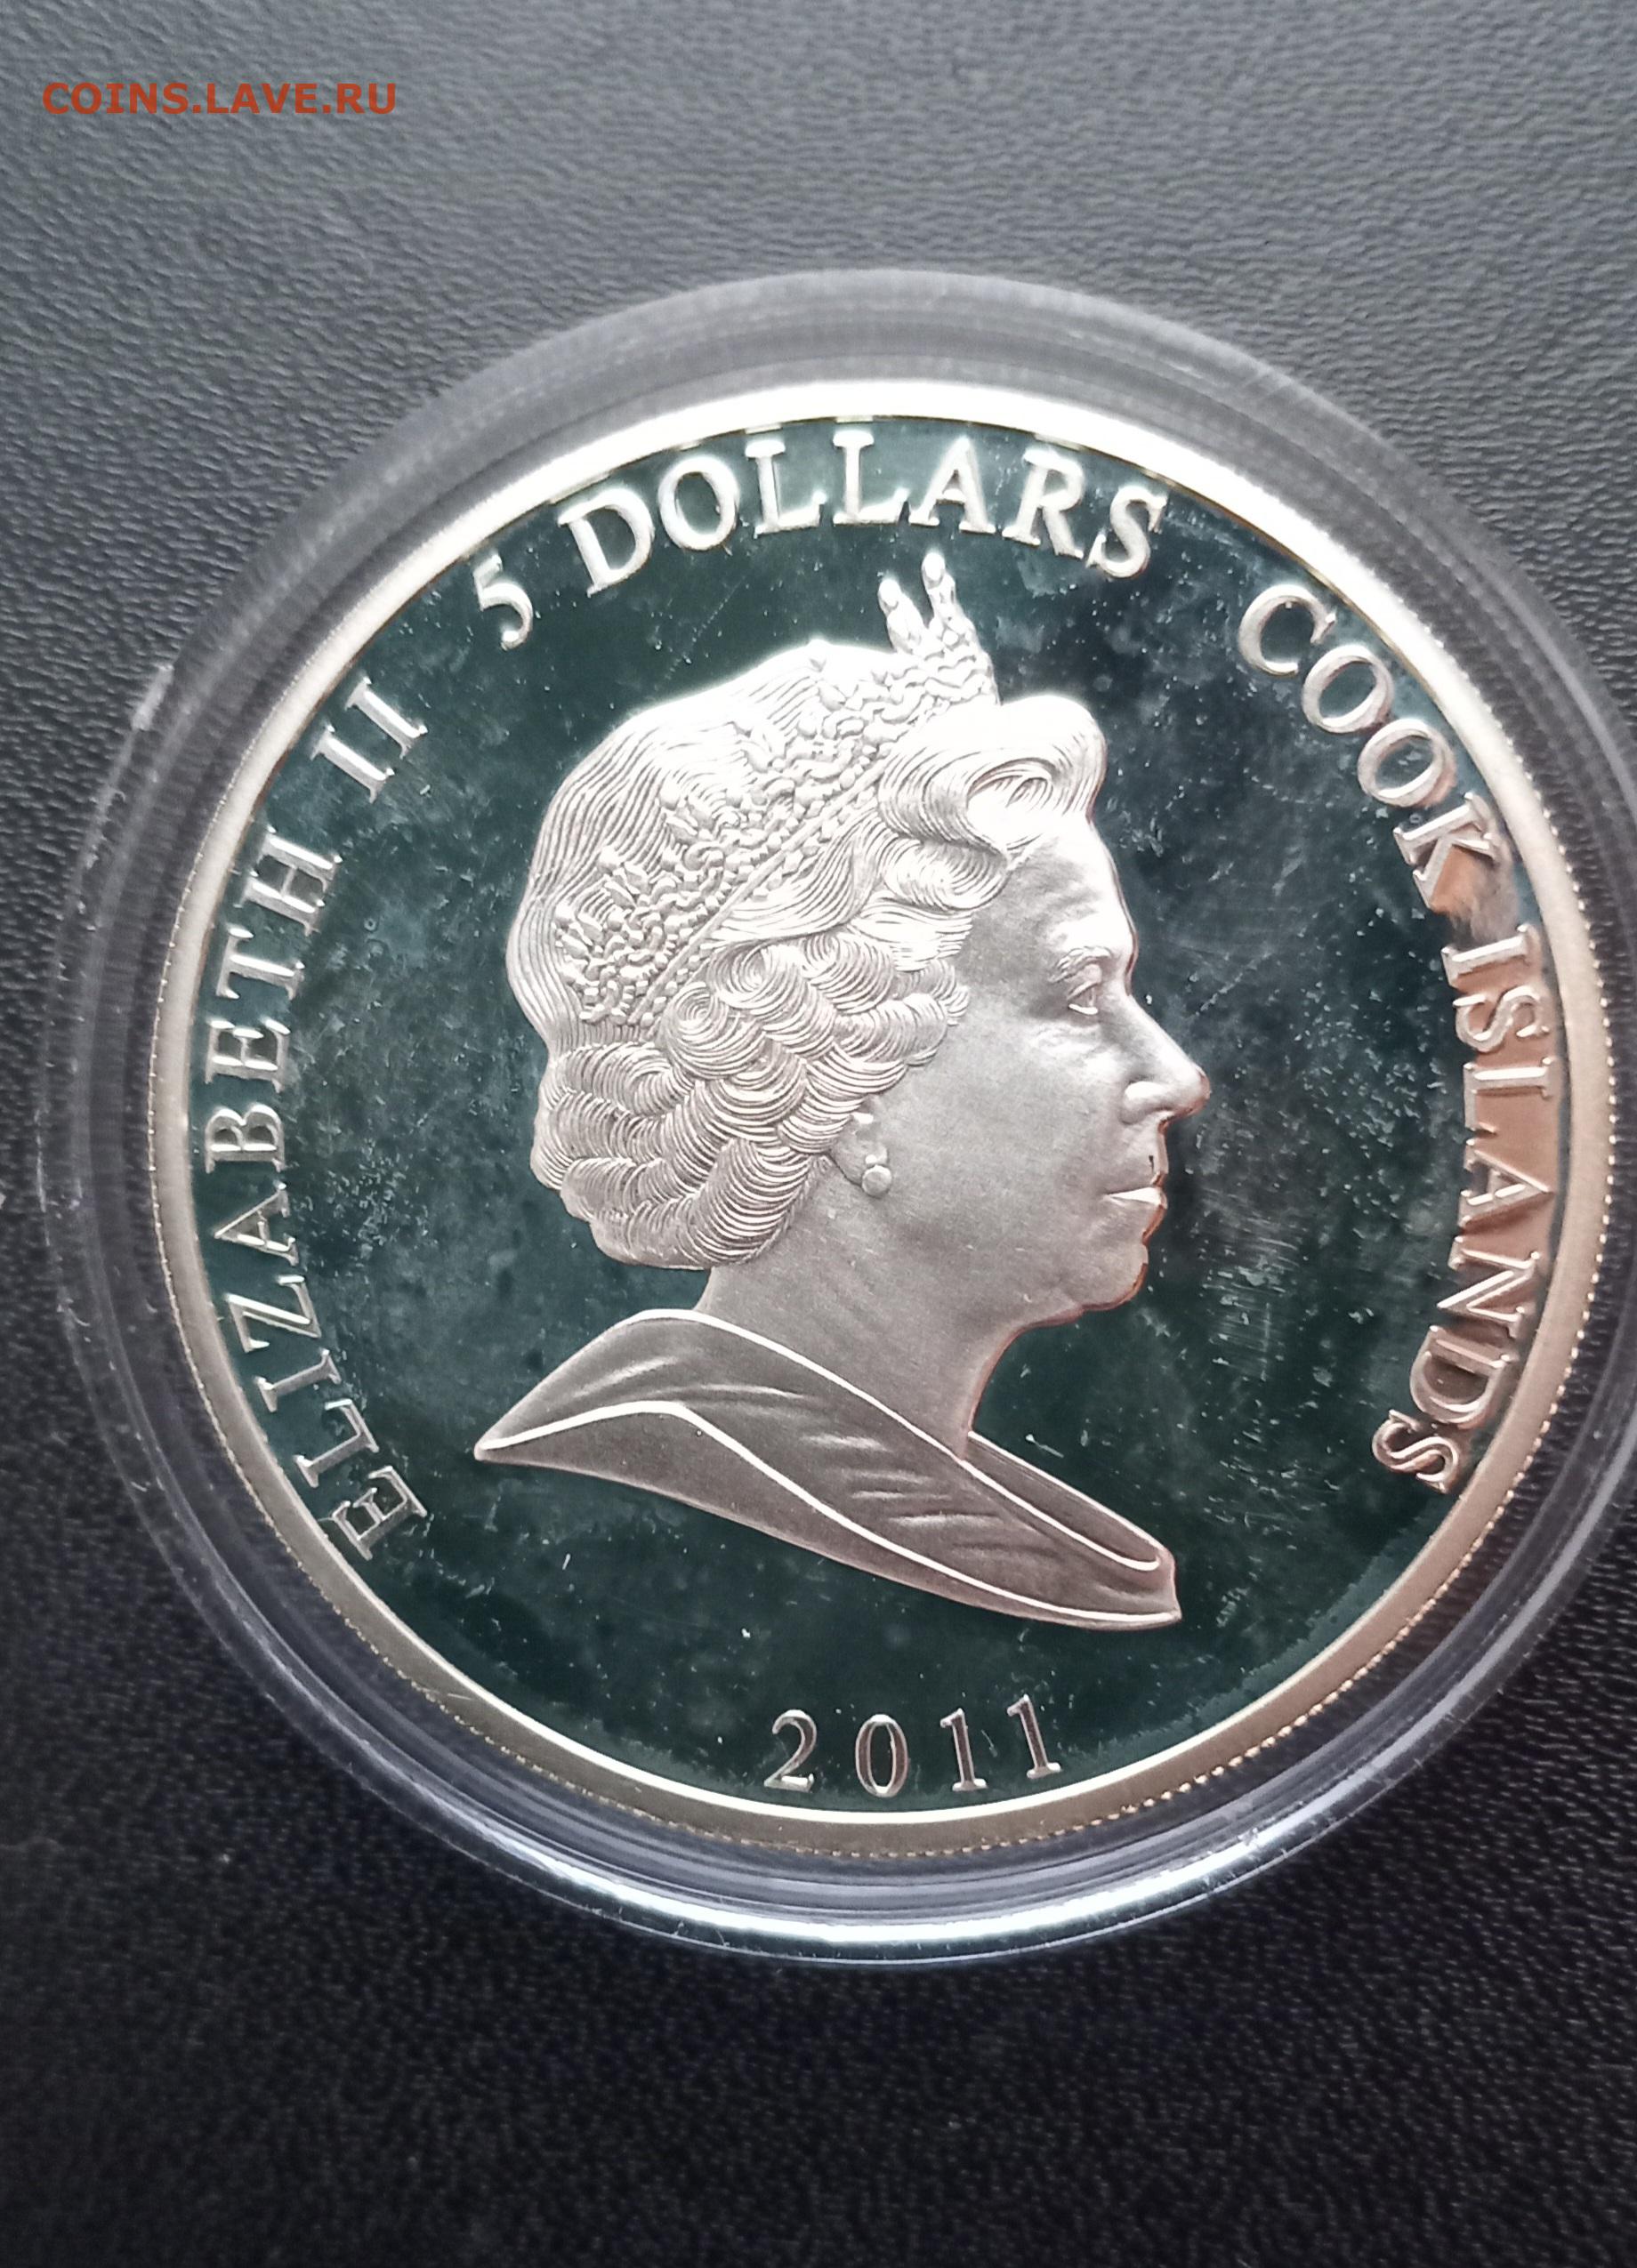 COINS.LAVE.RU
ELIZABETH II 5 DOLLARS COOK ISLANDS
2011